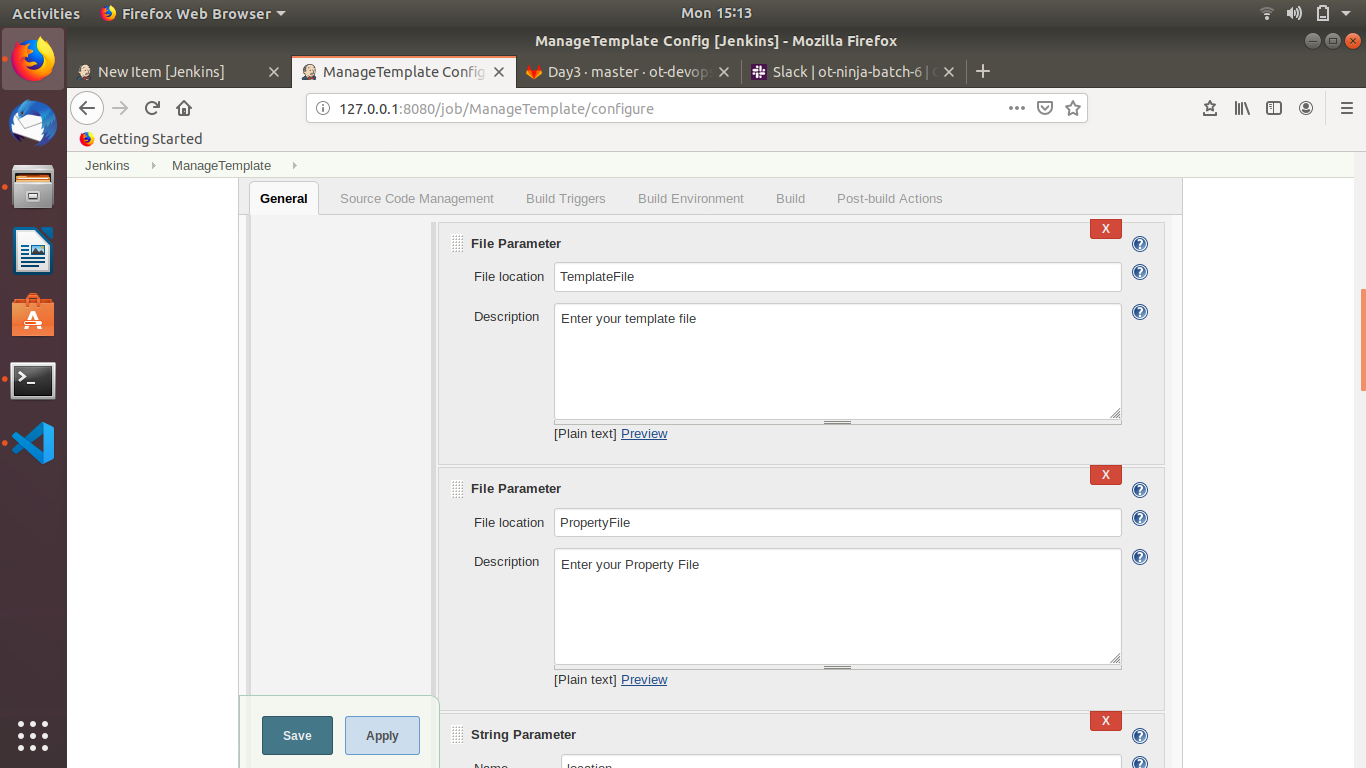 Activities Firefox Web Browser Mon 15:13
ManageTemplate Config [Jenkins] - Mozilla Firefox
New Item [Jenkins] ManageTemplate Config Day3 · master · ot-devops Slack | ot-ninja-batch-6 |
127.0.0.1:8080/job/ManageTemplate/configure
Getting Started
Jenkins ManageTemplate
General Source Code Management Build Triggers Build Environment Build Post-build Actions
X
File Parameter
File location TemplateFile
Description Enter your template file
[Plain text] Preview
X
File Parameter
File location PropertyFile
Description Enter your Property File
[Plain text] Preview
X
String Parameter
Save Apply
Name location